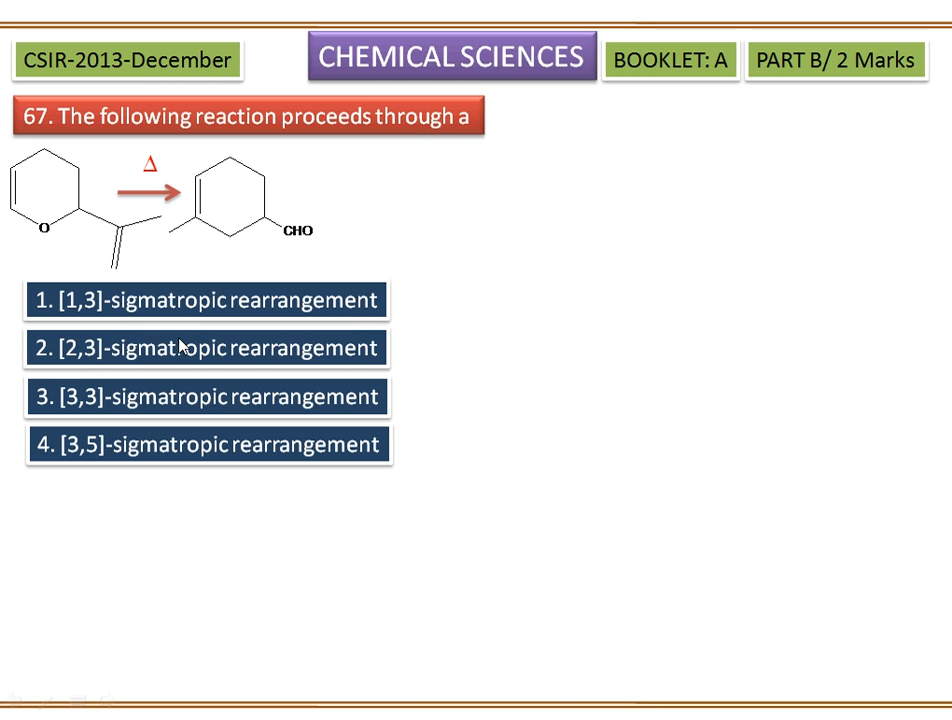 CSIR-2013-December
CHEMICAL SCIENCES
BOOKLET: A
PART B/ 2 Marks
67. The following reaction proceeds through a
Δ
O
CHO
1. [1,3]-sigmatropic rearrangement
2. [2,3]-sigmatropic rearrangement
3. [3,3]-sigmatropic rearrangement
4. [3,5]-sigmatropic rearrangement